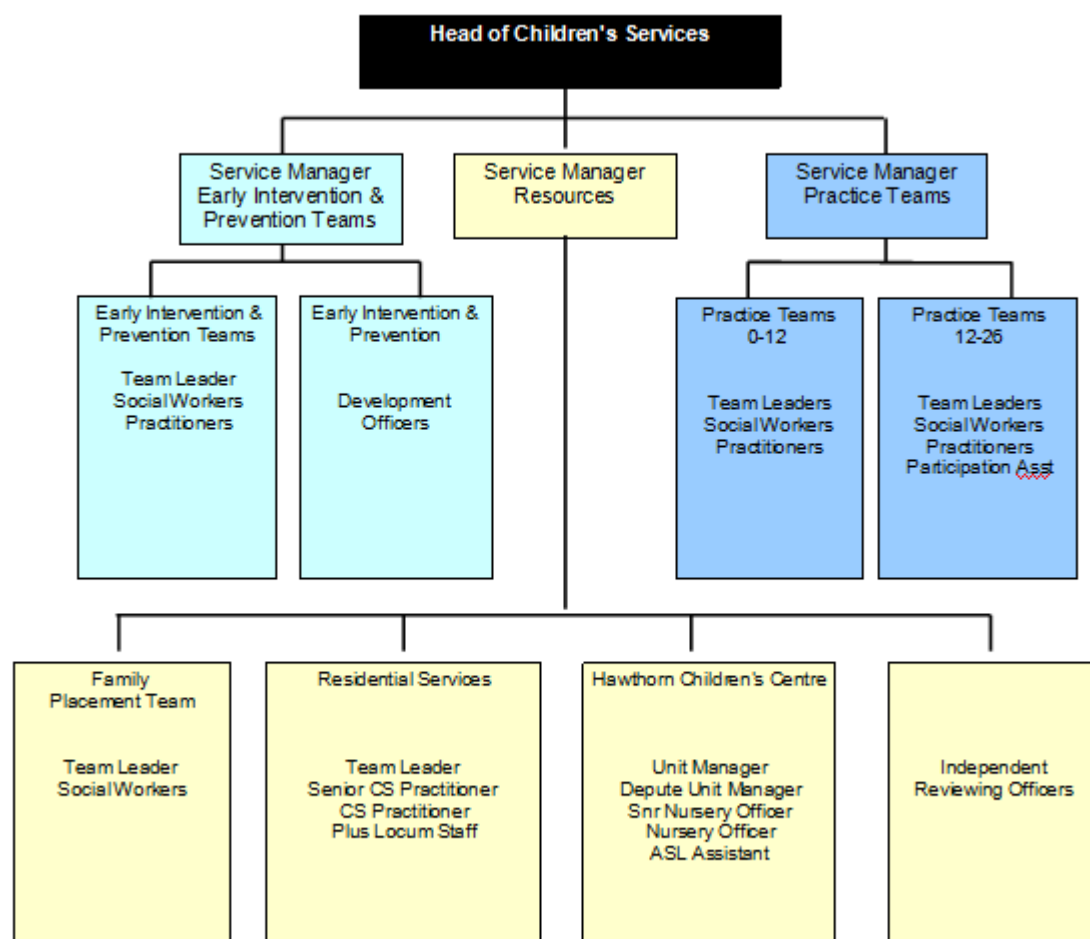 Head of Children's Services
Service Manager
Early Intervention &
Prevention Teams
Service Manager
Resources
Service Manager
Practice Teams
Early Intervention &
Prevention Teams
Team Leader
Social Workers
Practitioners
Early Intervention &
Prevention
Development
Officers
Practice Teams
0-12
Team Leaders
Social Workers
Practitioners
Practice Teams
12-26
Team Leaders
Social Workers
Practitioners
Participation Asst
Family
Placement Team
Team Leader
Social Workers
Residential Services
Team Leader
Senior CS Practitioner
CS Practitioner
Plus Locum Staff
Hawthorn Children's Centre
Unit Manager
Depute Unit Manager
Snr Nursery Officer
Nursery Officer
ASL Assistant
Independent
Reviewing Officers